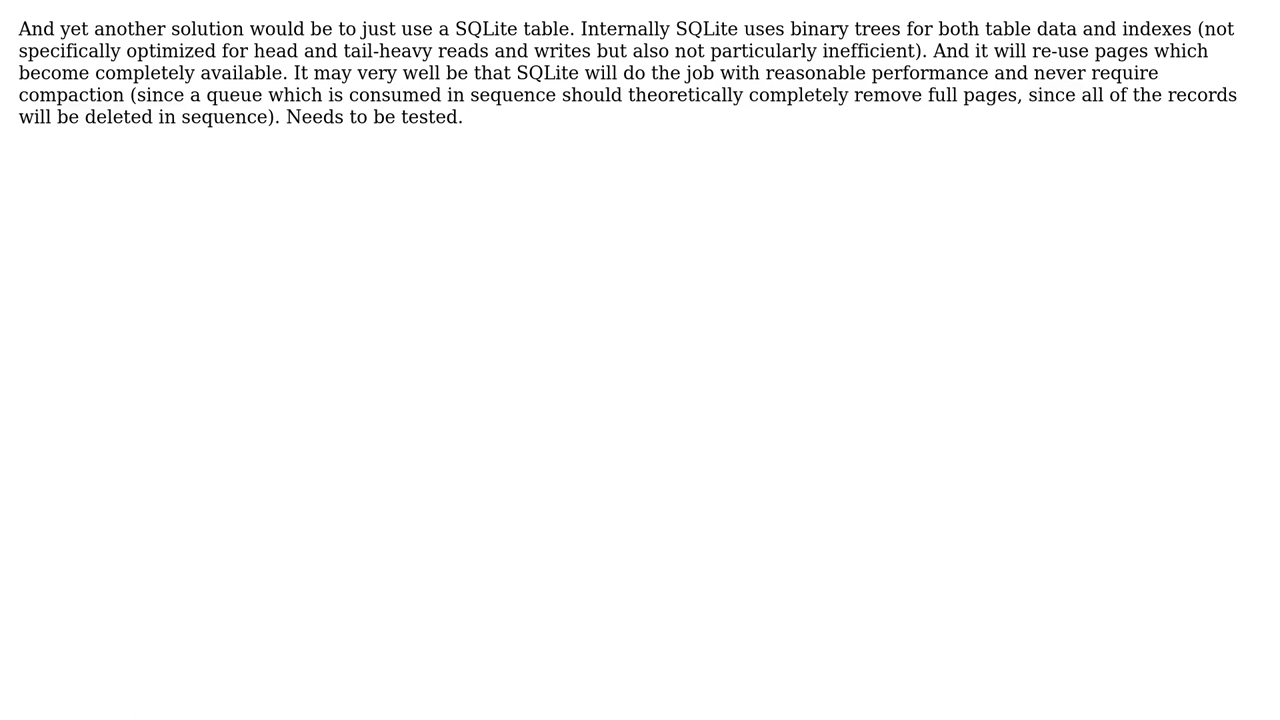 And yet another solution would be to just use a SQLite table. Internally SQLite uses binary trees for both table data and indexes (not
specifically optimized for head and tail-heavy reads and writes but also not particularly inefficient). And it will re-use pages which
become completely available. It may very well be that SQLite will do the job with reasonable performance and never require
compaction (since a queue which is consumed in sequence should theoretically completely remove full pages, since all of the records
will be deleted in sequence). Needs to be tested.